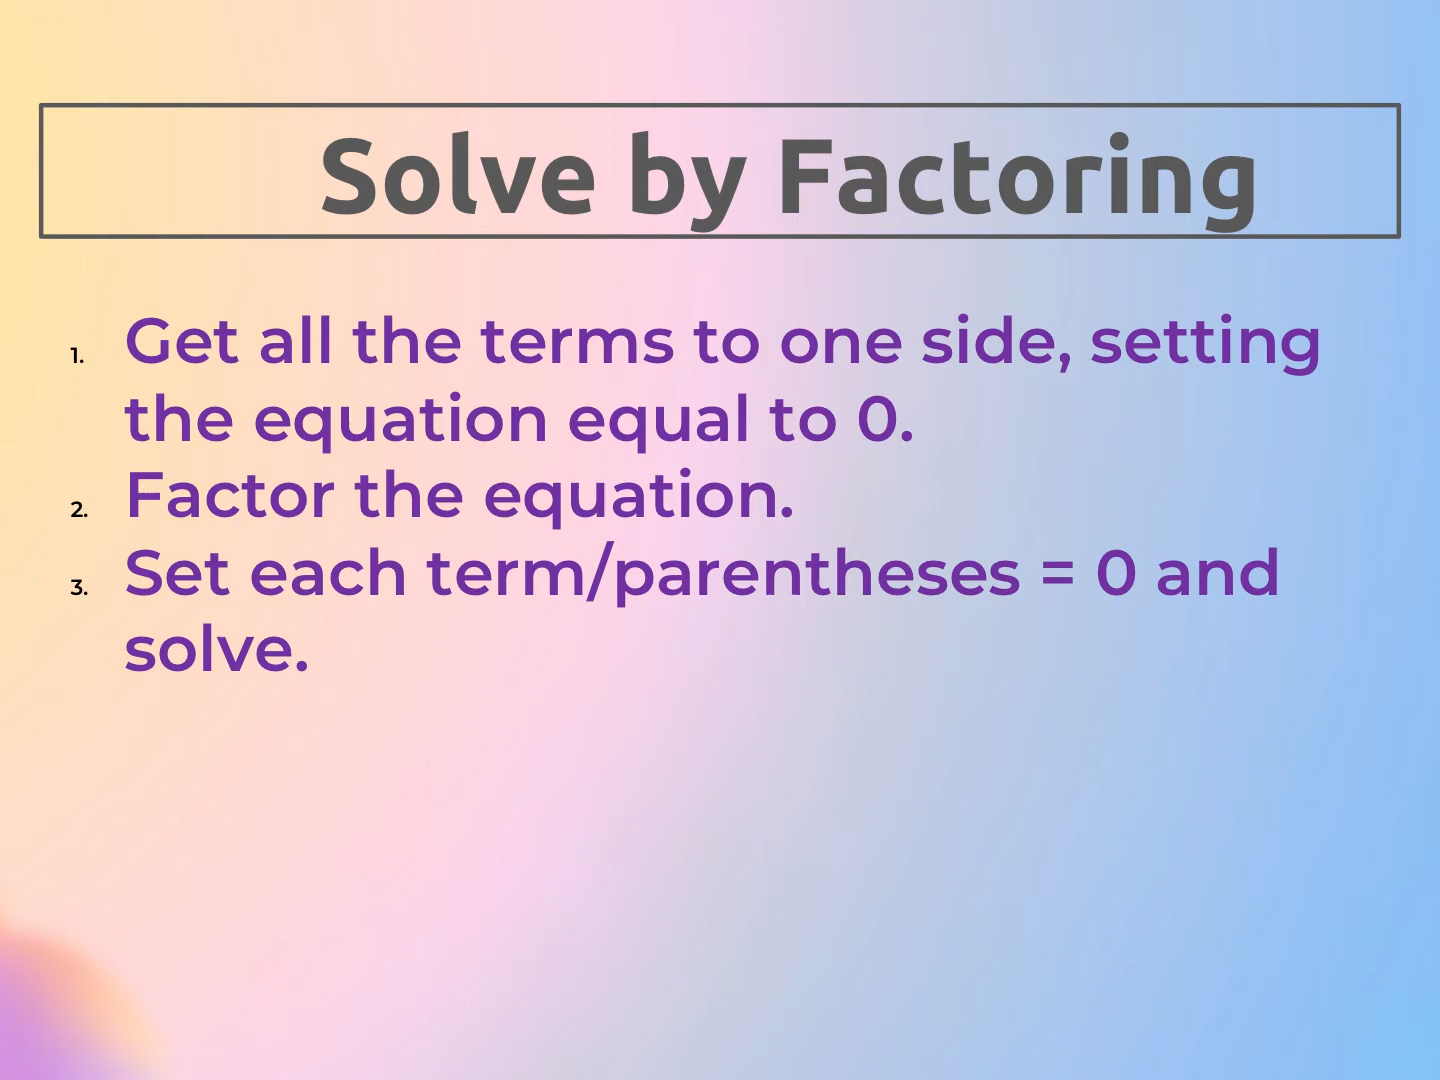 Solve by Factoring
1. Get all the terms to one side, setting
the equation equal to 0.
2. Factor the equation.
3. Set each term/parentheses = 0 and
solve.